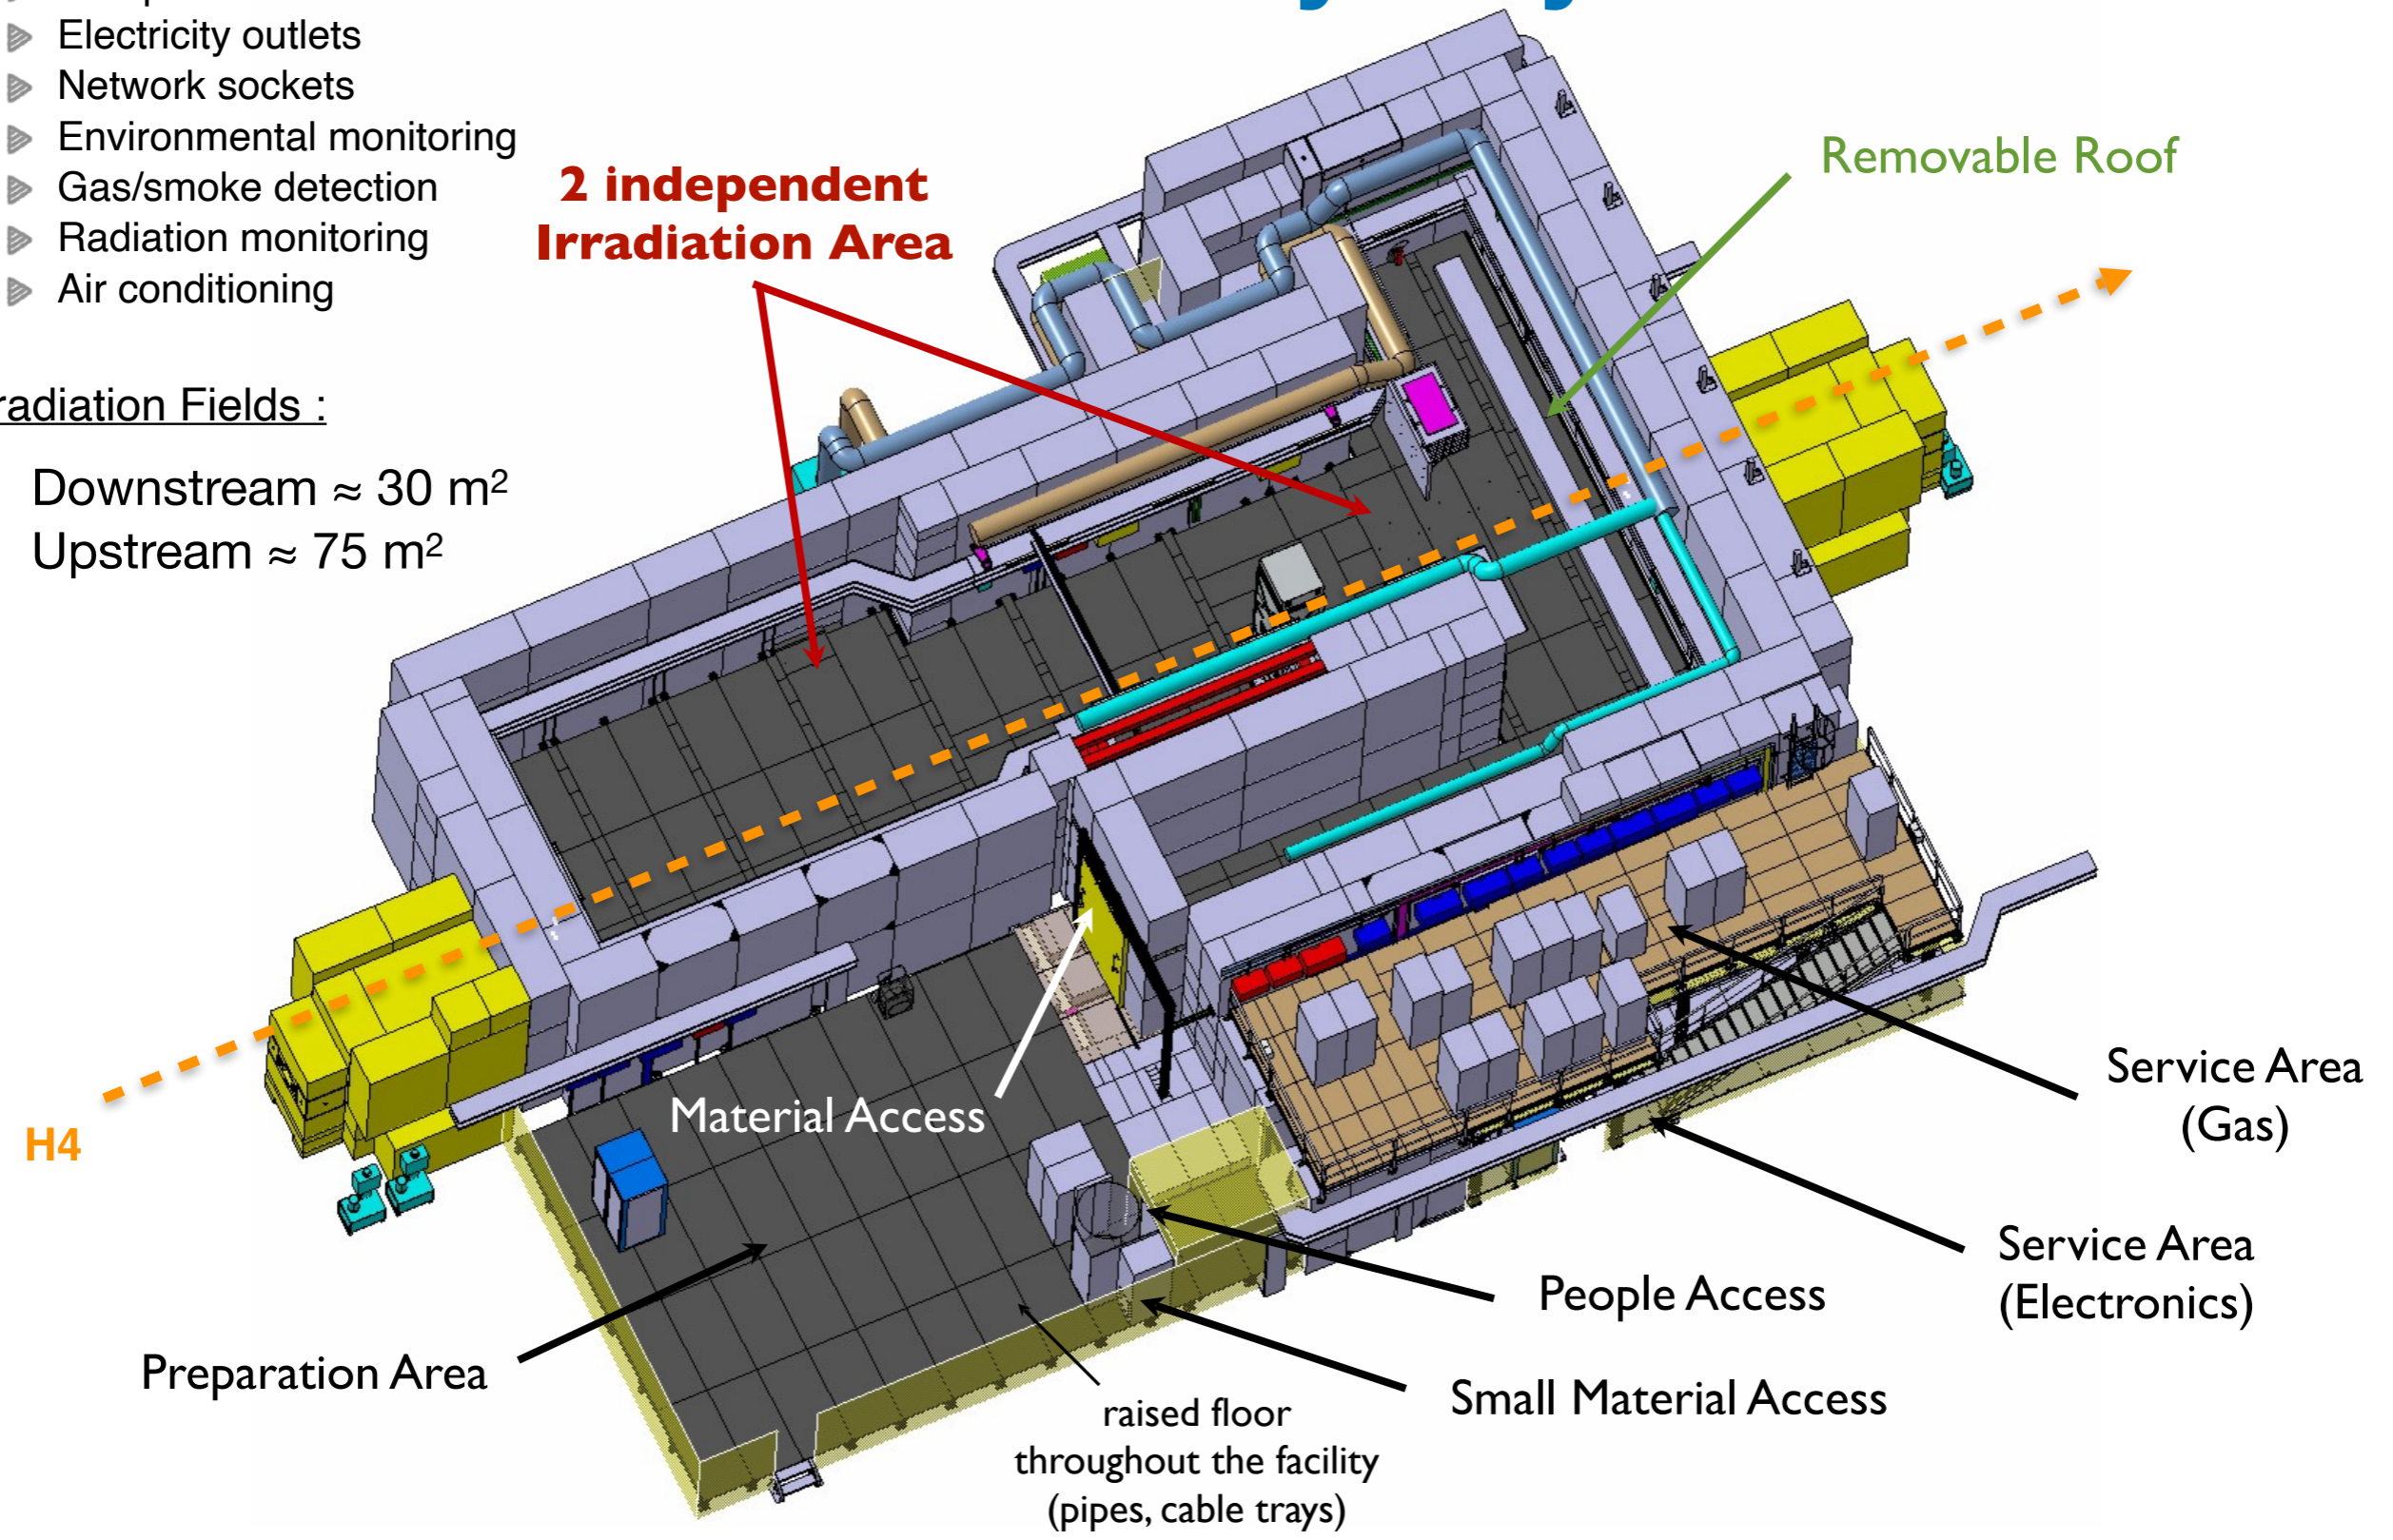 Electricity outlets
Network sockets
Environmental monitoring
Gas/smoke detection
Radiation monitoring
Air conditioning
radiation Fields :
Downstream ≈ 30 m²
Upstream ≈ 75 m²
2 independent
Irradiation Area
Removable Roof
H4
Material Access
Service Area
(Gas)
Service Area
(Electronics)
People Access
Small Material Access
Preparation Area
raised floor
throughout the facility
(pipes, cable trays)